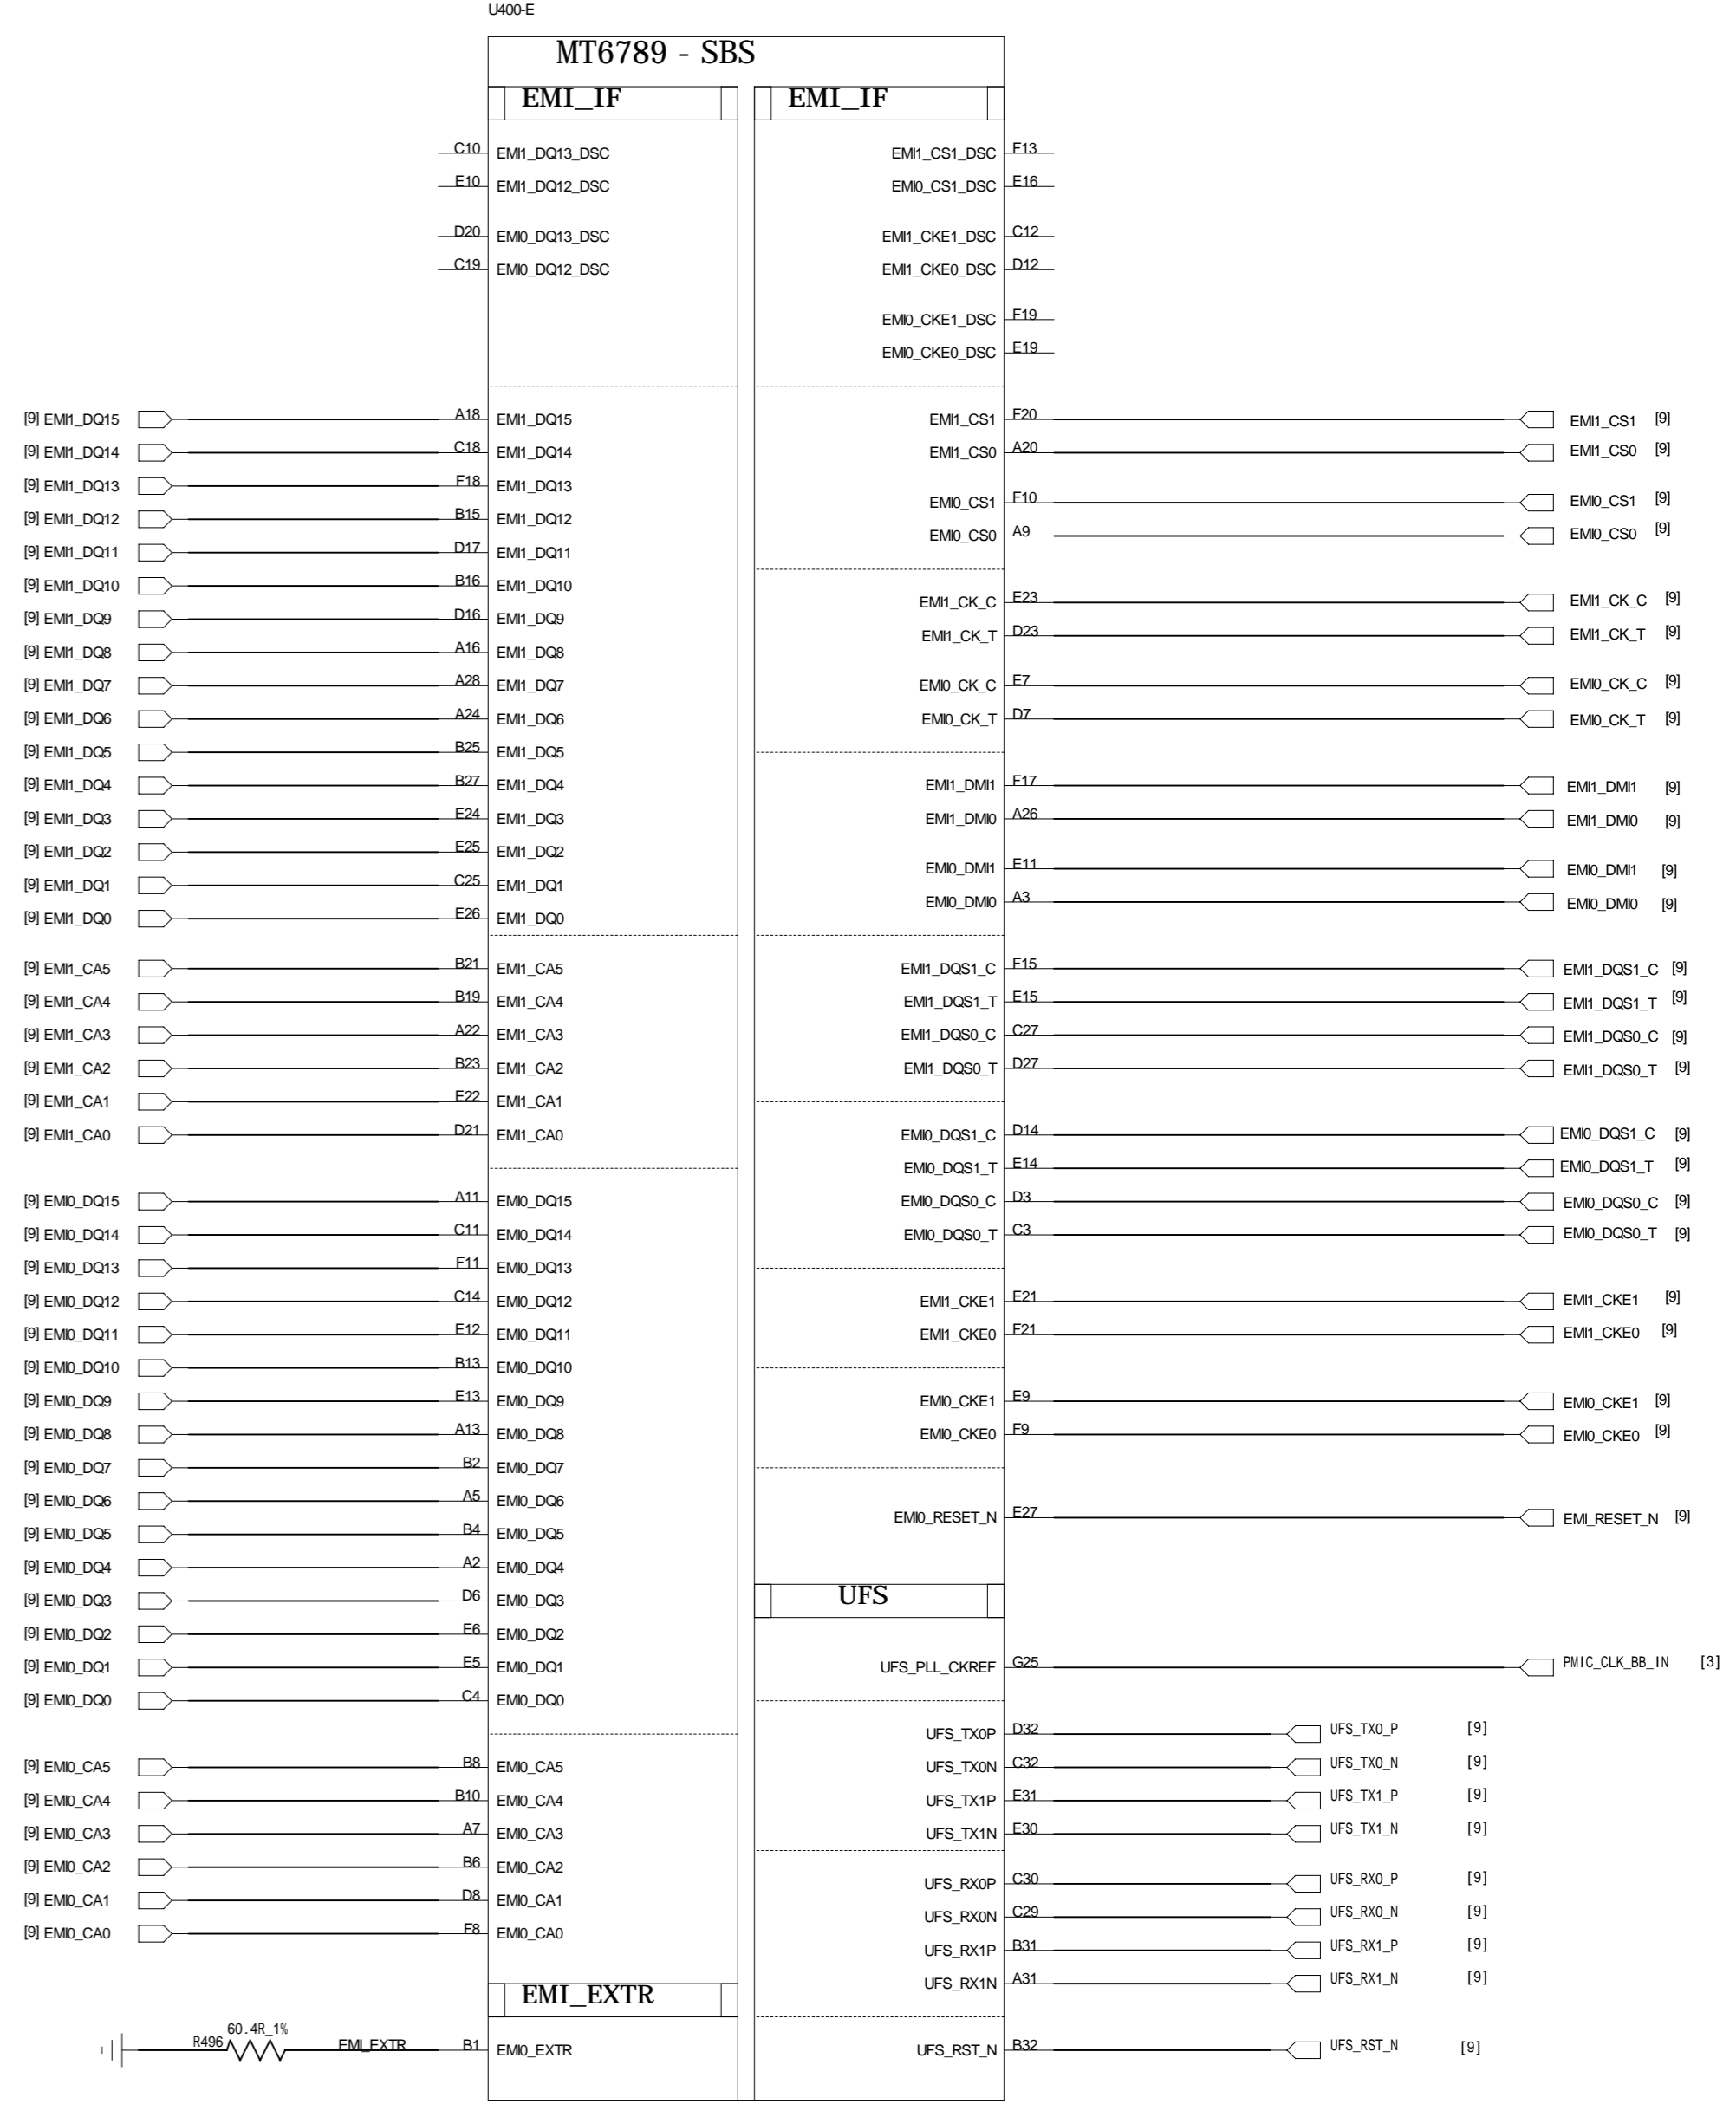 U400-E
MT6789 - SBS
EMI_IF EMI_IF
C10 EMI1_DQ13_DSC EMI1_CS1_DSC F13
E10 EMI1_DQ12_DSC EMI0_CS1_DSC E16
D20 EMI0_DQ13_DSC EMI1_CKE1_DSC C12
C19 EMI0_DQ12_DSC EMI1_CKE0_DSC D12
EMI0_CKE1_DSC F19
EMI0_CKE0_DSC E19
[9] EMI1_DQ15 A18 EMI1_DQ15 EMI1_CS1 F20 EMI1_CS1 [9]
[9] EMI1_DQ14 C18 EMI1_DQ14 EMI1_CS0 A20 EMI1_CS0 [9]
[9] EMI1_DQ13 F18 EMI1_DQ13 EMI0_CS1 F10 EMI0_CS1 [9]
[9] EMI1_DQ12 B15 EMI1_DQ12 EMI0_CS0 A9 EMI0_CS0 [9]
[9] EMI1_DQ11 D17 EMI1_DQ11
[9] EMI1_DQ10 B16 EMI1_DQ10 EMI1_CK_C E23 EMI1_CK_C [9]
[9] EMI1_DQ9 D16 EMI1_DQ9 EMI1_CK_T D23 EMI1_CK_T [9]
[9] EMI1_DQ8 A16 EMI1_DQ8
[9] EMI1_DQ7 A28 EMI1_DQ7 EMI0_CK_C E7 EMI0_CK_C [9]
[9] EMI1_DQ6 A24 EMI1_DQ6 EMI0_CK_T D7 EMI0_CK_T [9]
[9] EMI1_DQ5 B25 EMI1_DQ5
[9] EMI1_DQ4 B27 EMI1_DQ4 EMI1_DMI1 F17 EMI1_DMI1 [9]
[9] EMI1_DQ3 E24 EMI1_DQ3 EMI1_DMI0 A26 EMI1_DMI0 [9]
[9] EMI1_DQ2 E25 EMI1_DQ2
[9] EMI1_DQ1 C25 EMI1_DQ1 EMI0_DMI1 E11 EMI0_DMI1 [9]
[9] EMI1_DQ0 E26 EMI1_DQ0 EMI0_DMI0 A3 EMI0_DMI0 [9]
[9] EMI1_CA5 B21 EMI1_CA5 EMI1_DQS1_C F15 EMI1_DQS1_C [9]
[9] EMI1_CA4 B19 EMI1_CA4 EMI1_DQS1_T E15 EMI1_DQS1_T [9]
[9] EMI1_CA3 A22 EMI1_CA3 EMI1_DQS0_C C27 EMI1_DQS0_C [9]
[9] EMI1_CA2 B23 EMI1_CA2 EMI1_DQS0_T D27 EMI1_DQS0_T [9]
[9] EMI1_CA1 E22 EMI1_CA1
[9] EMI1_CA0 D21 EMI1_CA0 EMI0_DQS1_C D14 EMI0_DQS1_C [9]
EMI0_DQS1_T E14 EMI0_DQS1_T [9]
[9] EMI0_DQ15 A11 EMI0_DQ15 EMI0_DQS0_C D3 EMI0_DQS0_C [9]
[9] EMI0_DQ14 C11 EMI0_DQ14 EMI0_DQS0_T C3 EMI0_DQS0_T [9]
[9] EMI0_DQ13 F11 EMI0_DQ13
[9] EMI0_DQ12 C14 EMI0_DQ12 EMI1_CKE1 E21 EMI1_CKE1 [9]
[9] EMI0_DQ11 E12 EMI0_DQ11 EMI1_CKE0 F21 EMI1_CKE0 [9]
[9] EMI0_DQ10 B13 EMI0_DQ10
[9] EMI0_DQ9 E13 EMI0_DQ9 EMI0_CKE1 E9 EMI0_CKE1 [9]
[9] EMI0_DQ8 A13 EMI0_DQ8 EMI0_CKE0 F9 EMI0_CKE0 [9]
[9] EMI0_DQ7 B2 EMI0_DQ7
[9] EMI0_DQ6 A5 EMI0_DQ6 EMI0_RESET_N E27 EMI_RESET_N [9]
[9] EMI0_DQ5 B4 EMI0_DQ5
[9] EMI0_DQ4 A2 EMI0_DQ4
[9] EMI0_DQ3 D6 EMI0_DQ3 UFS
[9] EMI0_DQ2 E6 EMI0_DQ2
[9] EMI0_DQ1 E5 EMI0_DQ1 UFS_PLL_CKREF G25 PMIC_CLK_BB_IN [3]
[9] EMI0_DQ0 C4 EMI0_DQ0
UFS_TX0P D32 UFS_TX0_P [9]
[9] EMI0_CA5 B8 EMI0_CA5 UFS_TX0N C32 UFS_TX0_N [9]
[9] EMI0_CA4 B10 EMI0_CA4 UFS_TX1P E31 UFS_TX1_P [9]
[9] EMI0_CA3 A7 EMI0_CA3 UFS_TX1N E30 UFS_TX1_N [9]
[9] EMI0_CA2 B6 EMI0_CA2 UFS_RX0P C30 UFS_RX0_P [9]
[9] EMI0_CA1 D8 EMI0_CA1 UFS_RX0N C29 UFS_RX0_N [9]
[9] EMI0_CA0 F8 EMI0_CA0 UFS_RX1P B31 UFS_RX1_P [9]
EMI_EXTR UFS_RX1N A31 UFS_RX1_N [9]
R496 60.4R_1% EMI_EXTR B1 EMI0_EXTR UFS_RST_N B32 UFS_RST_N [9]